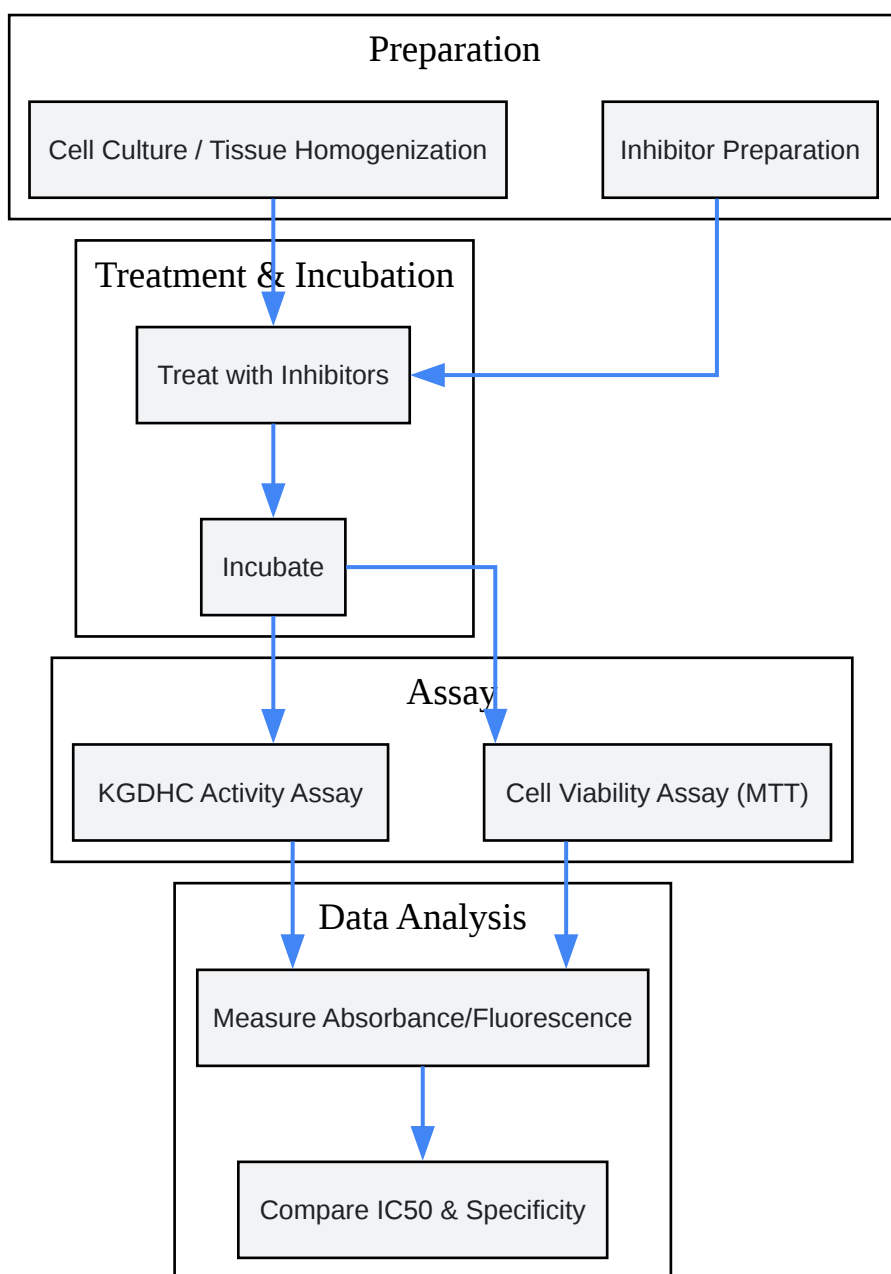 Preparation
Cell Culture / Tissue Homogenization
Inhibitor Preparation
Treatment & Incubation
Treat with Inhibitors
Incubate
Assay
KGDHC Activity Assay
Cell Viability Assay (MTT)
Data Analysis
Measure Absorbance/Fluorescence
Compare IC50 & Specificity